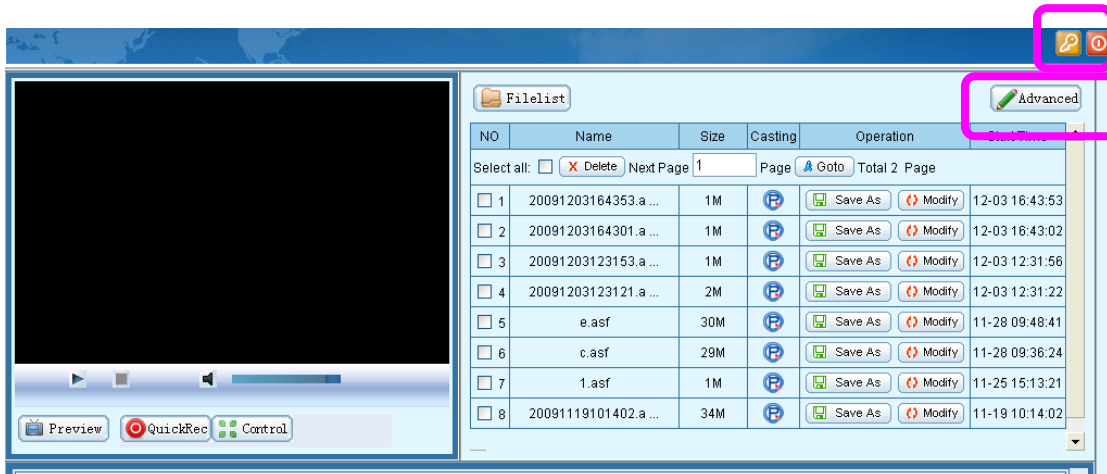 Filelist
Advanced
NO Name Size Casting Operation Start Time
Select all: X Delete Next Page 1 Page Goto Total 2 Page
1 20091203164353.a ... 1M Save As Modify 12-03 16:43:53
2 20091203164301.a ... 1M Save As Modify 12-03 16:43:02
3 20091203123153.a ... 1M Save As Modify 12-03 12:31:56
4 20091203123121.a ... 2M Save As Modify 12-03 12:31:22
5 e.asf 30M Save As Modify 11-28 09:48:41
6 c.asf 29M Save As Modify 11-28 09:36:24
7 1.asf 1M Save As Modify 11-25 15:13:21
8 20091119101402.a ... 34M Save As Modify 11-19 10:14:02
Preview QuickRec Control